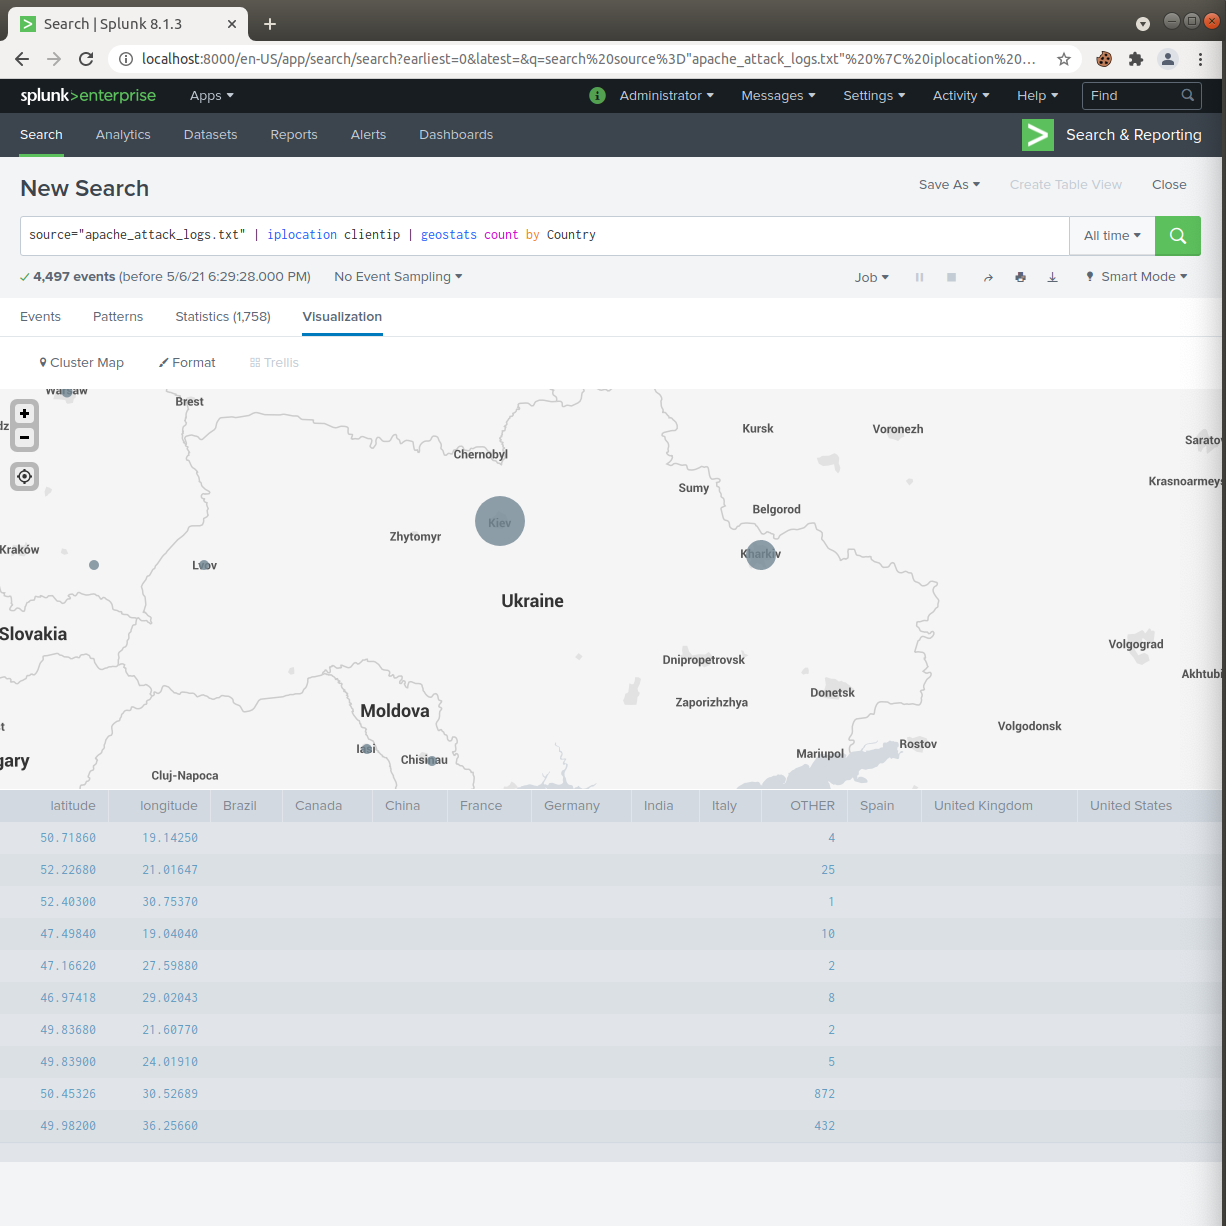 Search | Splunk 8.1.3
localhost:8000/en-US/app/search/search?earliest=0&latest=&q=search%20source%3D"apache_attack_logs.txt"%20%7C%20iplocation%20...
splunk>enterprise Apps Administrator Messages Settings Activity Help Find
Search Analytics Datasets Reports Alerts Dashboards Search & Reporting
New Search Save As Create Table View Close
source="apache_attack_logs.txt" | iplocation clientip | geostats count by Country All time
4,497 events (before 5/6/21 6:29:28.000 PM) No Event Sampling Job Smart Mode
Events Patterns Statistics (1,758) Visualization
Cluster Map Format Trellis
Warsaw
Brest
Kursk
Voronezh
dz
Sarato
Chernobyl
Krasnoarmeys
Sumy
Belgorod
Kiev
Zhytomyr
Kraków
Kharkiv
Lvov
Ukraine
Slovakia
Volgograd
Dnipropetrovsk
Akhtubi
Donetsk
Zaporizhzhya
Moldova
Volgodonsk
st
Rostov
Iasi
Mariupol
Chisinau
gary
Cluj-Napoca
latitude longitude Brazil Canada China France Germany India Italy OTHER Spain United Kingdom United States
50.71860 19.14250 4
52.22680 21.01647 25
52.40300 30.75370 1
47.49840 19.04040 10
47.16620 27.59880 2
46.97418 29.02043 8
49.83680 21.60770 2
49.83900 24.01910 5
50.45326 30.52689 872
49.98200 36.25660 432